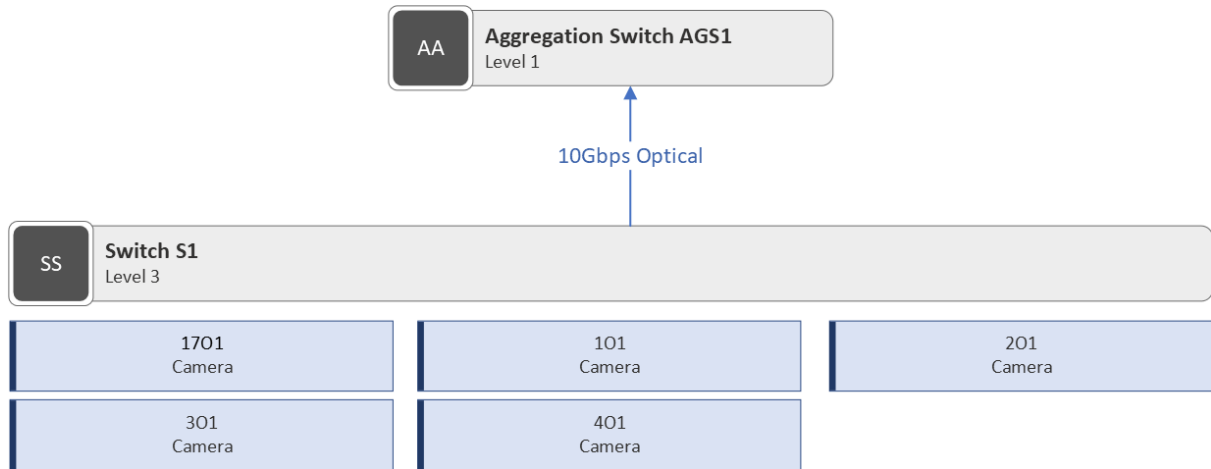 AA
Aggregation Switch AGS1
Level 1
10Gbps Optical
SS
Switch S1
Level 3
17O1
Camera
1O1
Camera
2O1
Camera
3O1
Camera
4O1
Camera